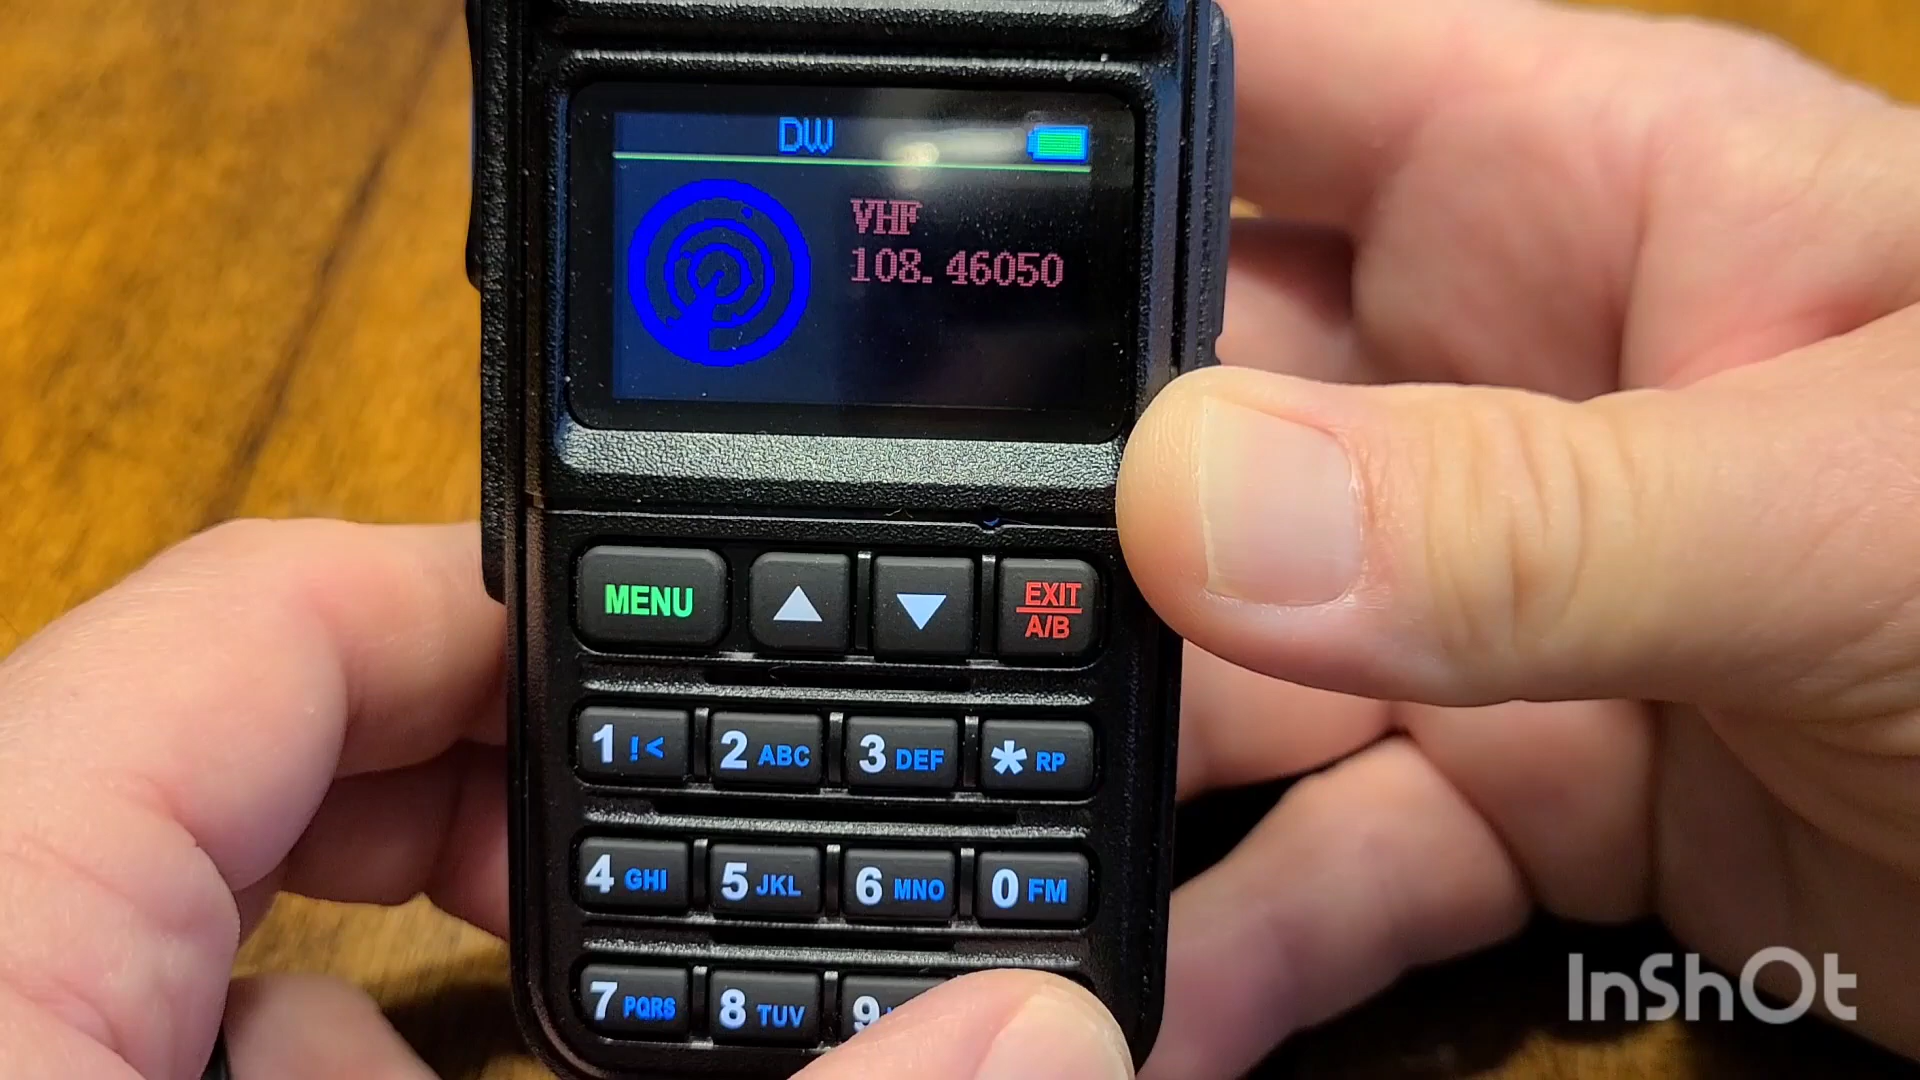 DW
VHF
108.46050
MENU
EXIT
A/B
1 !<
2 ABC
3 DEF
* RP
4 GHI
5 JKL
6 MNO
0 FM
7 PQRS
8 TUV
9
InShOt